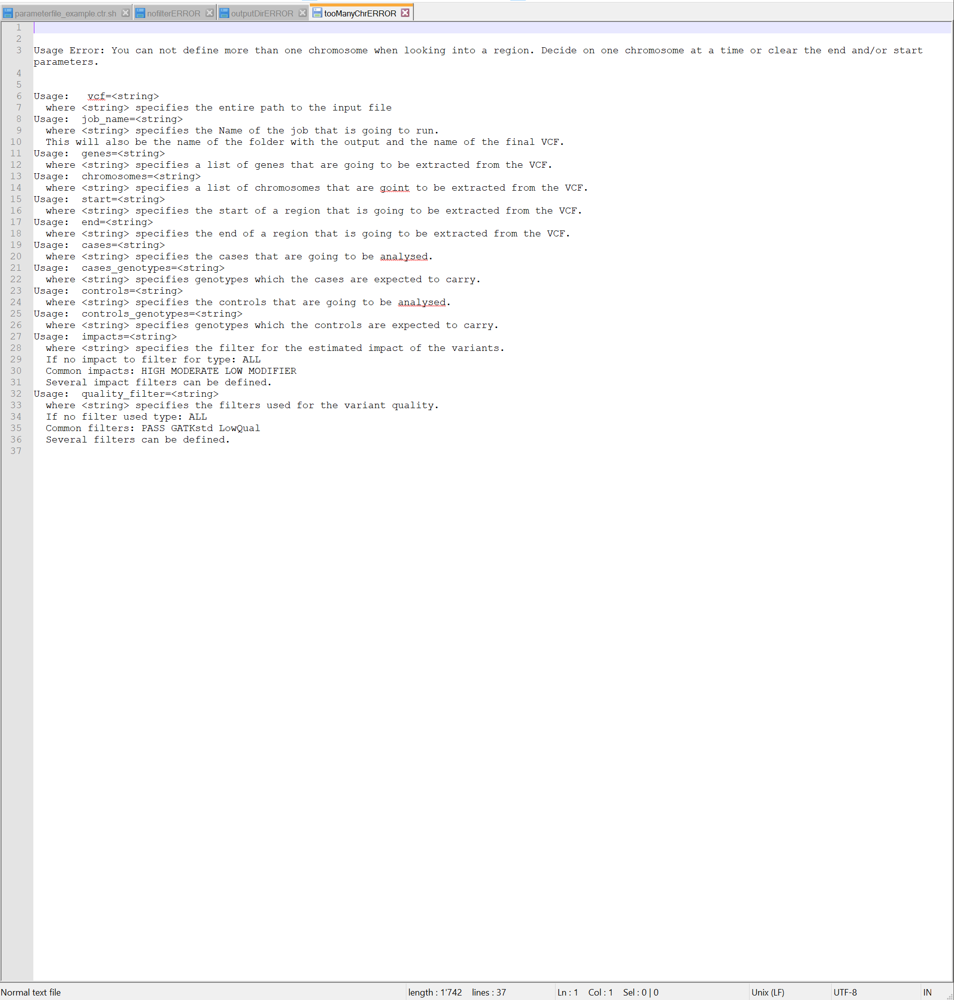 parameterfile_example.ctr.sh nofilterERROR outputDirERROR tooManyChrERROR
1
2
3 Usage Error: You can not define more than one chromosome when looking into a region. Decide on one chromosome at a time or clear the end and/or start
parameters.
4
5
6 Usage:   vcf=<string>
7   where <string> specifies the entire path to the input file
8 Usage:  job_name=<string>
9   where <string> specifies the Name of the job that is going to run.
10   This will also be the name of the folder with the output and the name of the final VCF.
11 Usage:  genes=<string>
12   where <string> specifies a list of genes that are going to be extracted from the VCF.
13 Usage:  chromosomes=<string>
14   where <string> specifies a list of chromosomes that are goint to be extracted from the VCF.
15 Usage:  start=<string>
16   where <string> specifies the start of a region that is going to be extracted from the VCF.
17 Usage:  end=<string>
18   where <string> specifies the end of a region that is going to be extracted from the VCF.
19 Usage:  cases=<string>
20   where <string> specifies the cases that are going to be analysed.
21 Usage:  cases_genotypes=<string>
22   where <string> specifies genotypes which the cases are expected to carry.
23 Usage:  controls=<string>
24   where <string> specifies the controls that are going to be analysed.
25 Usage:  controls_genotypes=<string>
26   where <string> specifies genotypes which the controls are expected to carry.
27 Usage:  impacts=<string>
28   where <string> specifies the filter for the estimated impact of the variants.
29   If no impact to filter for type: ALL
30   Common impacts: HIGH MODERATE LOW MODIFIER
31   Several impact filters can be defined.
32 Usage:  quality_filter=<string>
33   where <string> specifies the filters used for the variant quality.
34   If no filter used type: ALL
35   Common filters: PASS GATKstd LowQual
36   Several filters can be defined.
37
Normal text file length : 1'742 lines : 37 Ln : 1 Col : 1 Sel : 0 | 0 Unix (LF) UTF-8 IN